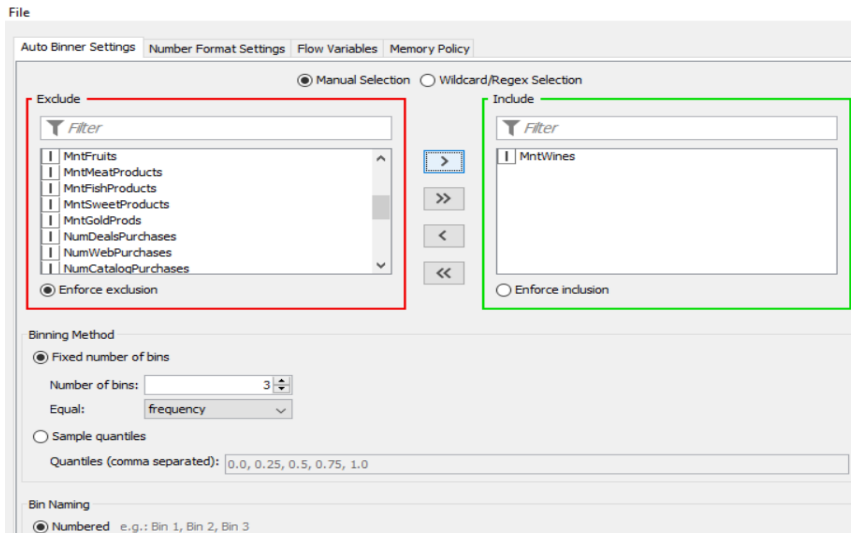 File
Auto Binner Settings Number Format Settings Flow Variables Memory Policy
Manual Selection Wildcard/Regex Selection
Exclude
Filter
I MntFruits
I MntMeatProducts
I MntFishProducts
I MntSweetProducts
I MntGoldProds
I NumDealsPurchases
I NumWebPurchases
I NumCatalogPurchases
Enforce exclusion
>
>>
<
<<
Include
Filter
I MntWines
Enforce inclusion
Binning Method
Fixed number of bins
Number of bins: 3
Equal: frequency
Sample quantiles
Quantiles (comma separated): 0.0, 0.25, 0.5, 0.75, 1.0
Bin Naming
Numbered e.g.: Bin 1, Bin 2, Bin 3